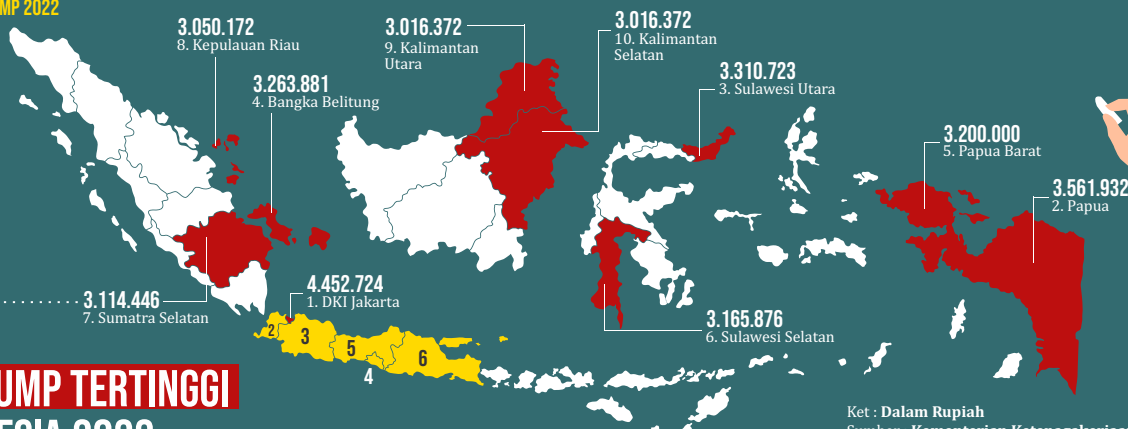 UMP 2022
3.050.172
8. Kepulauan Riau
3.016.372
9. Kalimantan
Utara
3.016.372
10. Kalimantan
Selatan
3.263.881
4. Bangka Belitung
3.310.723
3. Sulawesi Utara
3.200.000
5. Papua Barat
3.561.932
2. Papua
4.452.724
1. DKI Jakarta
3.114.446
7. Sumatra Selatan
3.165.876
6. Sulawesi Selatan
2
3
5
4
6
UMP TERTINGGI
Ket : Dalam Rupiah